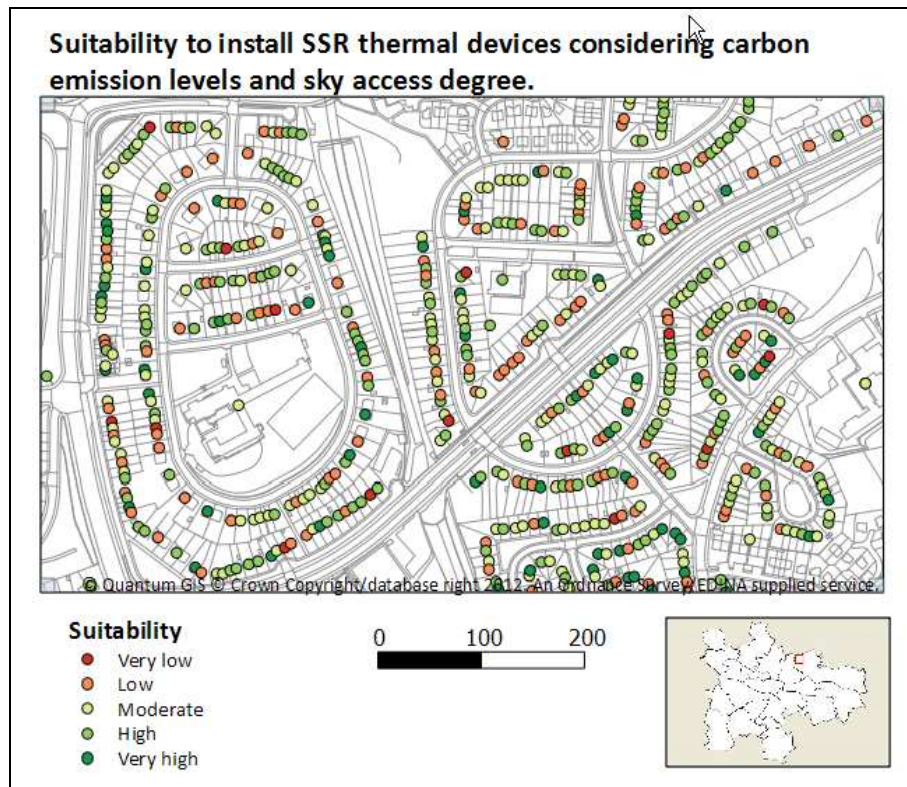 Suitability to install SSR thermal devices considering carbon
emission levels and sky access degree.
© Quantum GIS © Crown Copyright/database right 2012. An Ordnance Survey/EDINA supplied service.
Suitability
Very low
Low
Moderate
High
Very high
0 100 200